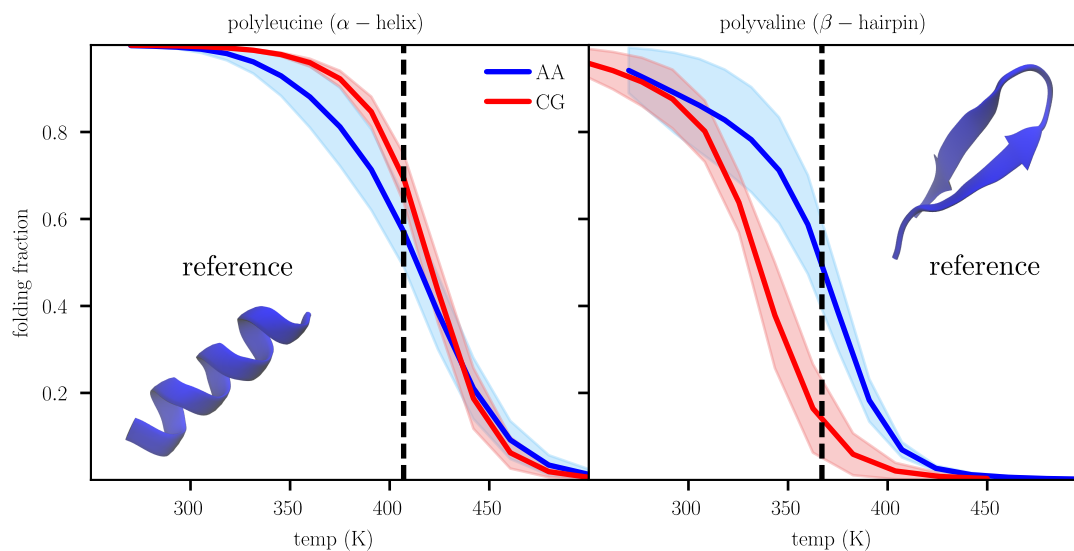 polyleucine (α − helix)
polyvaline (β − hairpin)
AA
CG
0.8
0.6
0.4
0.2
folding fraction
reference
reference
300
350
400
450
300
350
400
450
temp (K)
temp (K)